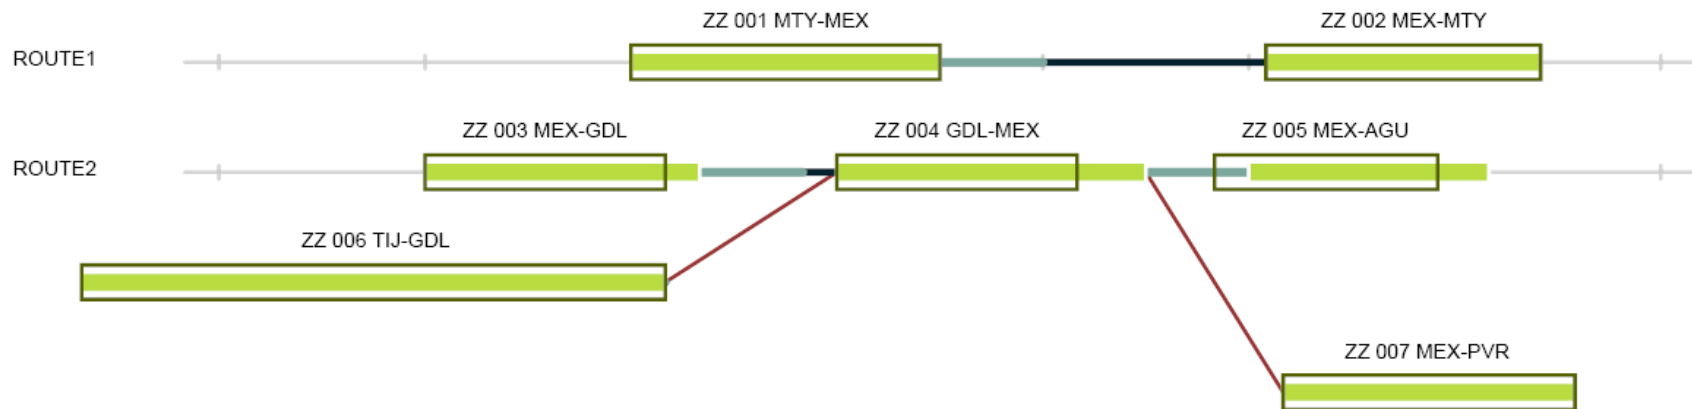 ZZ 001 MTY-MEX
ZZ 002 MEX-MTY
ROUTE1
ZZ 003 MEX-GDL
ZZ 004 GDL-MEX
ZZ 005 MEX-AGU
ROUTE2
ZZ 006 TIJ-GDL
ZZ 007 MEX-PVR